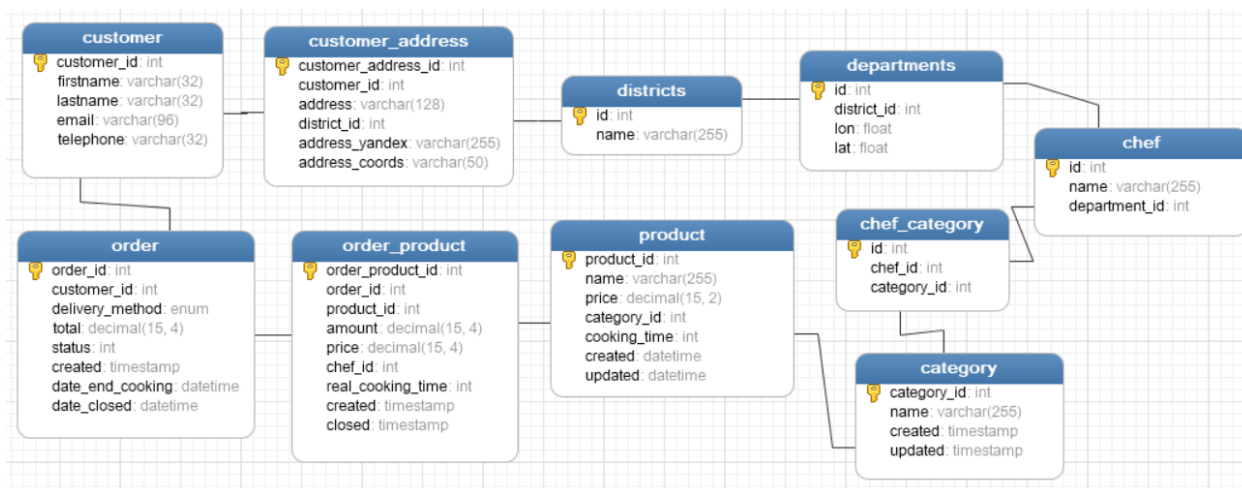 customer
customer_id: int
firstname: varchar(32)
lastname: varchar(32)
email: varchar(96)
telephone: varchar(32)
customer_address
customer_address_id: int
customer_id: int
address: varchar(128)
district_id: int
address_yandex: varchar(255)
address_coords: varchar(50)
districts
id: int
name: varchar(255)
departments
id: int
district_id: int
lon: float
lat: float
chef
id: int
name: varchar(255)
department_id: int
order
order_id: int
customer_id: int
delivery_method: enum
total: decimal(15, 4)
status: int
created: timestamp
date_end_cooking: datetime
date_closed: datetime
order_product
order_product_id: int
order_id: int
product_id: int
amount: decimal(15, 4)
price: decimal(15, 4)
chef_id: int
real_cooking_time: int
created: timestamp
closed: timestamp
product
product_id: int
name: varchar(255)
price: decimal(15, 2)
category_id: int
cooking_time: int
created: datetime
updated: datetime
chef_category
id: int
chef_id: int
category_id: int
category
category_id: int
name: varchar(255)
created: timestamp
updated: timestamp